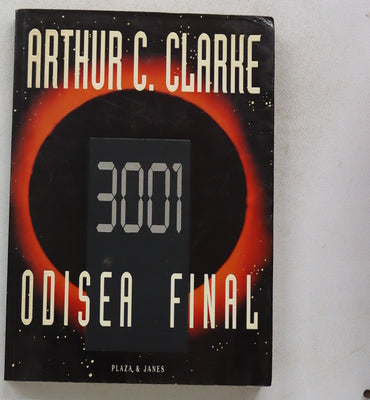 ARTHUR C. CLARKE
3001
ODISEA FINAL
PLAZA & JANES